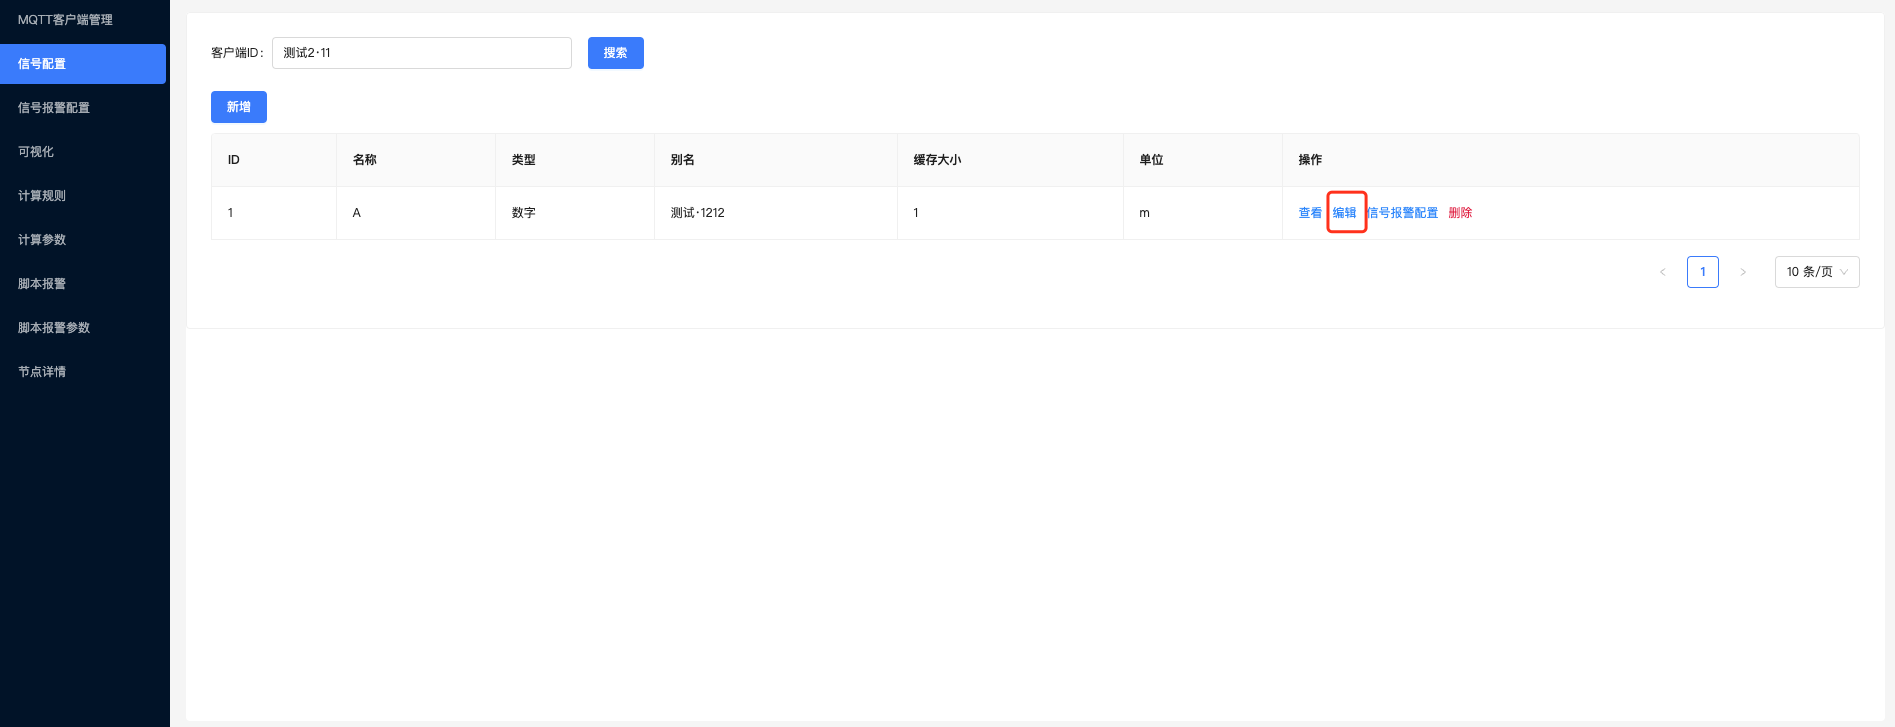 MQTT客户端管理
信号配置
信号报警配置
可视化
计算规则
计算参数
脚本报警
脚本报警参数
节点详情
客户端ID： 测试2·11 搜索
新增
ID 名称 类型 别名 缓存大小 单位 操作
1 A 数字 测试·1212 1 m 查看 编辑 信号报警配置 删除
< 1 > 10 条/页